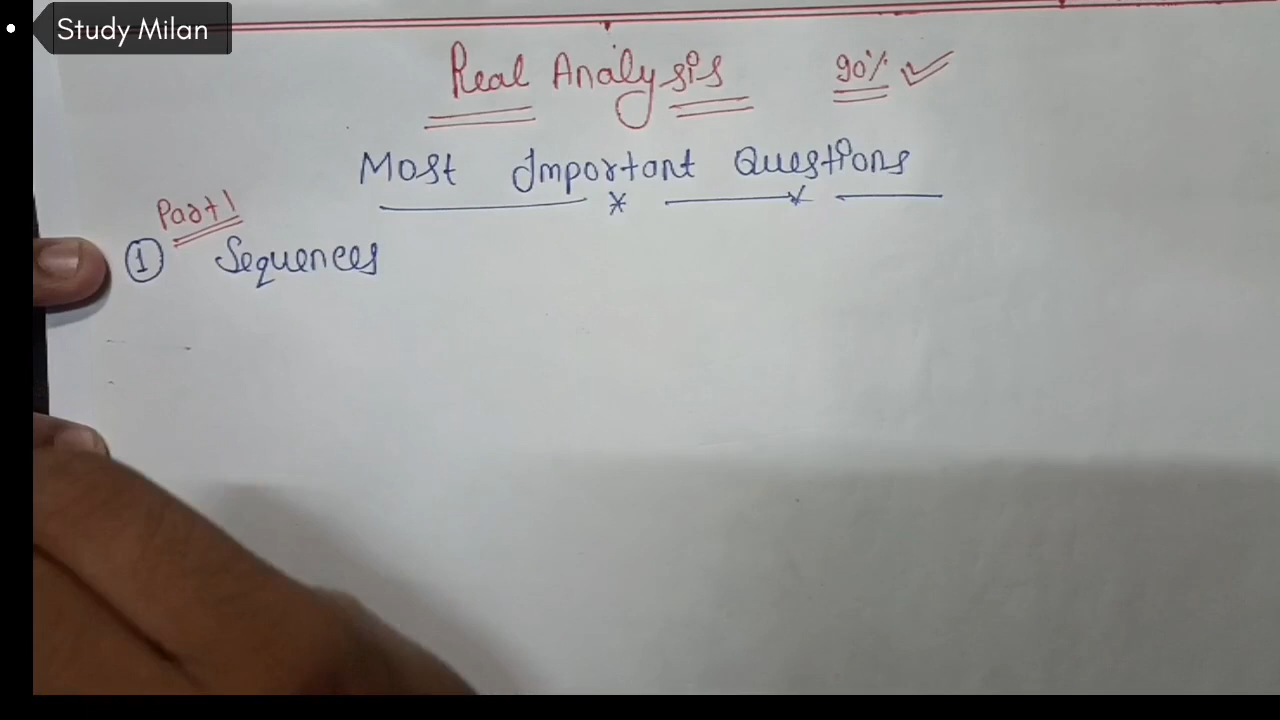 Study Milan
Real Analysis 90% ✓
Most Important Questions
Part 1
① Sequences